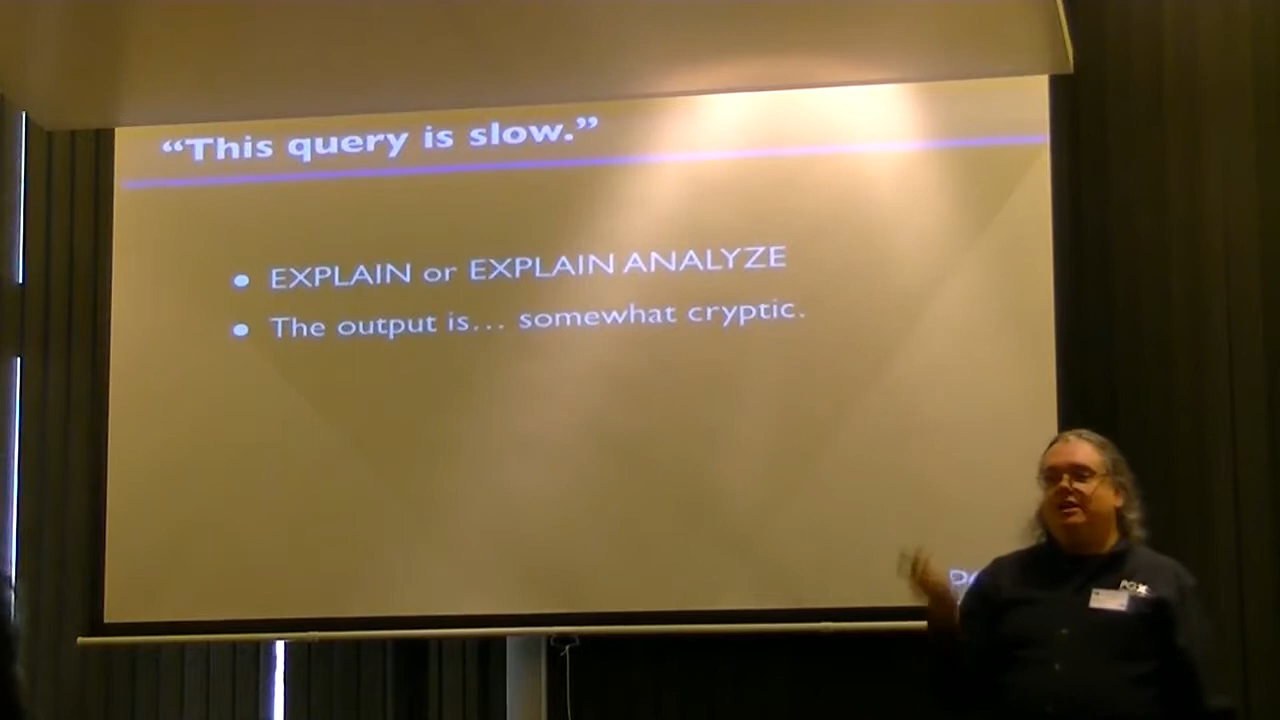 “This query is slow.”
• EXPLAIN or EXPLAIN ANALYZE
• The output is… somewhat cryptic.